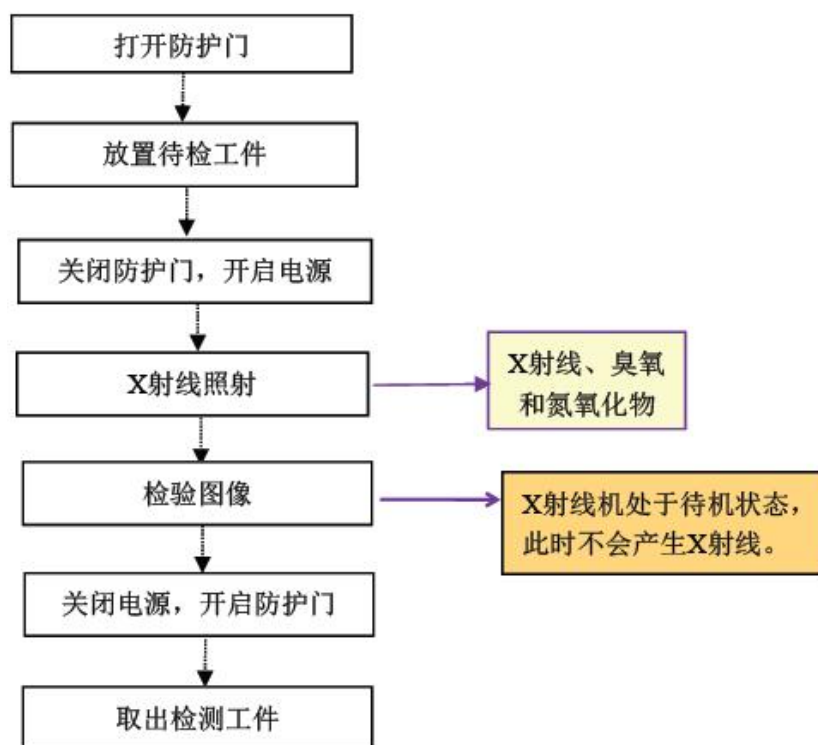 打开防护门
放置待检工件
关闭防护门，开启电源
X射线照射
X射线、臭氧
和氮氧化物
检验图像
X射线机处于待机状态，
此时不会产生X射线。
关闭电源，开启防护门
取出检测工件